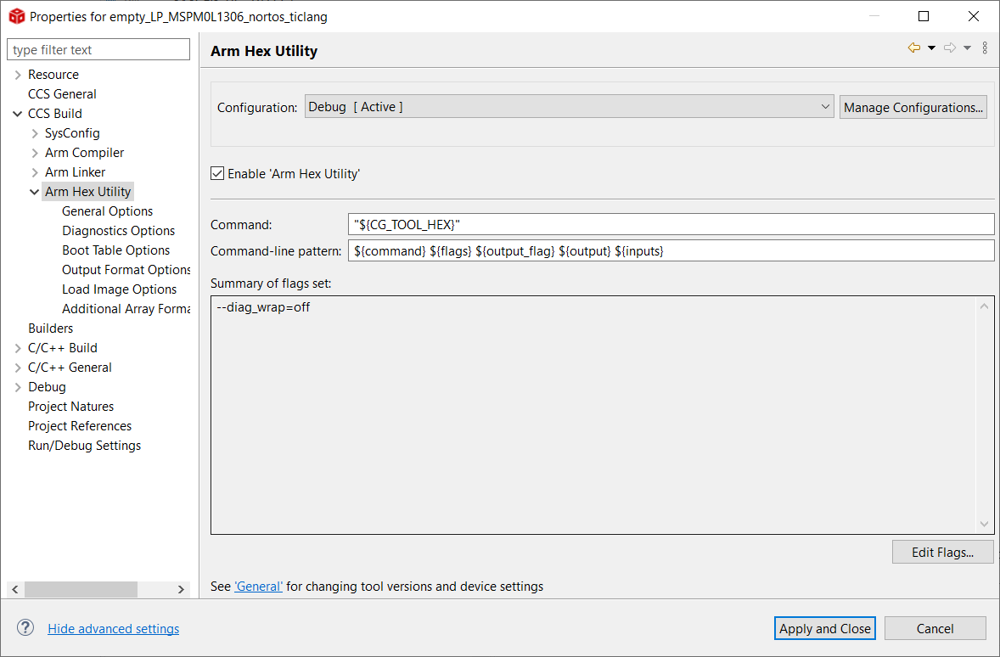 Properties for empty_LP_MSPM0L1306_nortos_ticlang
type filter text
Resource
CCS General
CCS Build
SysConfig
Arm Compiler
Arm Linker
Arm Hex Utility
General Options
Diagnostics Options
Boot Table Options
Output Format Options
Load Image Options
Additional Array Forma
Builders
C/C++ Build
C/C++ General
Debug
Project Natures
Project References
Run/Debug Settings
Arm Hex Utility
Configuration: Debug [ Active ] Manage Configurations...
Enable 'Arm Hex Utility'
Command: "${CG_TOOL_HEX}"
Command-line pattern: ${command} ${flags} ${output_flag} ${output} ${inputs}
Summary of flags set:
--diag_wrap=off
Edit Flags...
See 'General' for changing tool versions and device settings
? Hide advanced settings Apply and Close Cancel